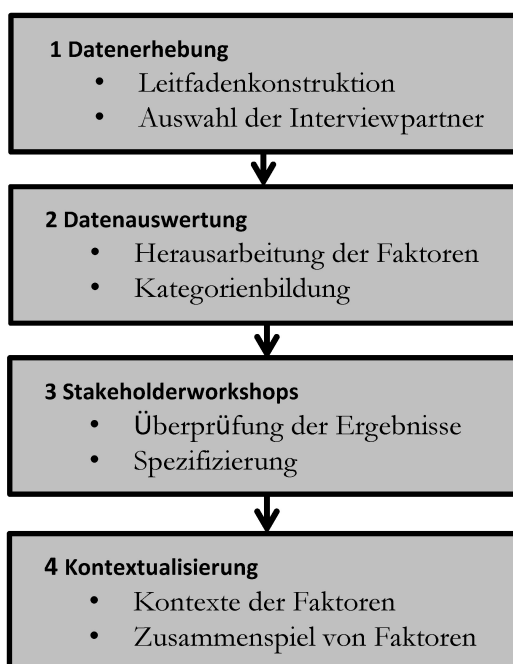 1 Datenerhebung
• Leitfadenkonstruktion
• Auswahl der Interviewpartner
2 Datenauswertung
• Herausarbeitung der Faktoren
• Kategorienbildung
3 Stakeholderworkshops
• Überprüfung der Ergebnisse
• Spezifizierung
4 Kontextualisierung
• Kontexte der Faktoren
• Zusammenspiel von Faktoren